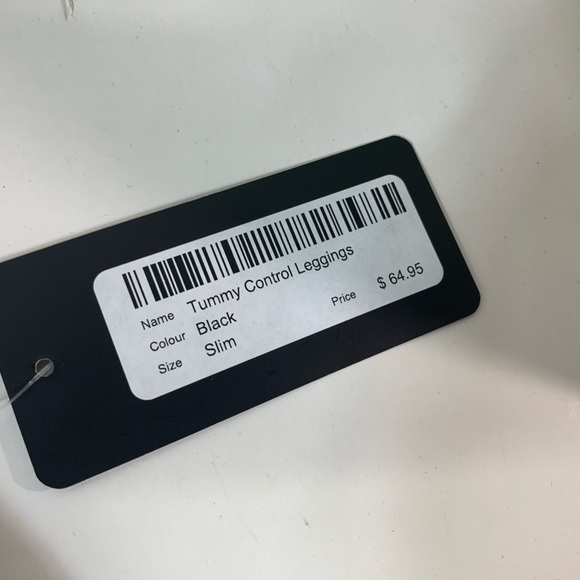 Name Tummy Control Leggings
Colour Black
Size Slim
Price $ 64.95